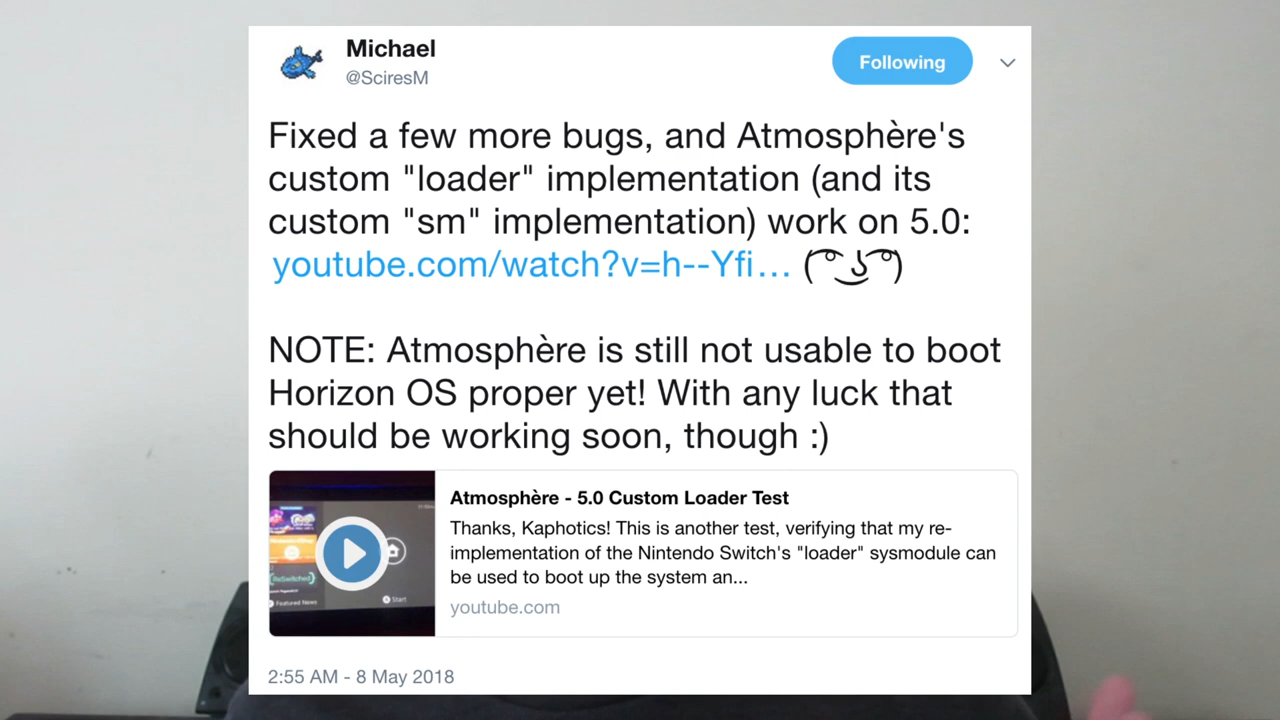 Michael
@SciresM
Following
Fixed a few more bugs, and Atmosphère's
custom "loader" implementation (and its
custom "sm" implementation) work on 5.0:
youtube.com/watch?v=h--Yfi… ( ͡° ͜ʖ ͡°)
NOTE: Atmosphère is still not usable to boot
Horizon OS proper yet! With any luck that
should be working soon, though :)
Atmosphère - 5.0 Custom Loader Test
Thanks, Kaphotics! This is another test, verifying that my re-
implementation of the Nintendo Switch's "loader" sysmodule can
be used to boot up the system an...
youtube.com
{ReSwitched}
Featured News
Start
2:55 AM - 8 May 2018